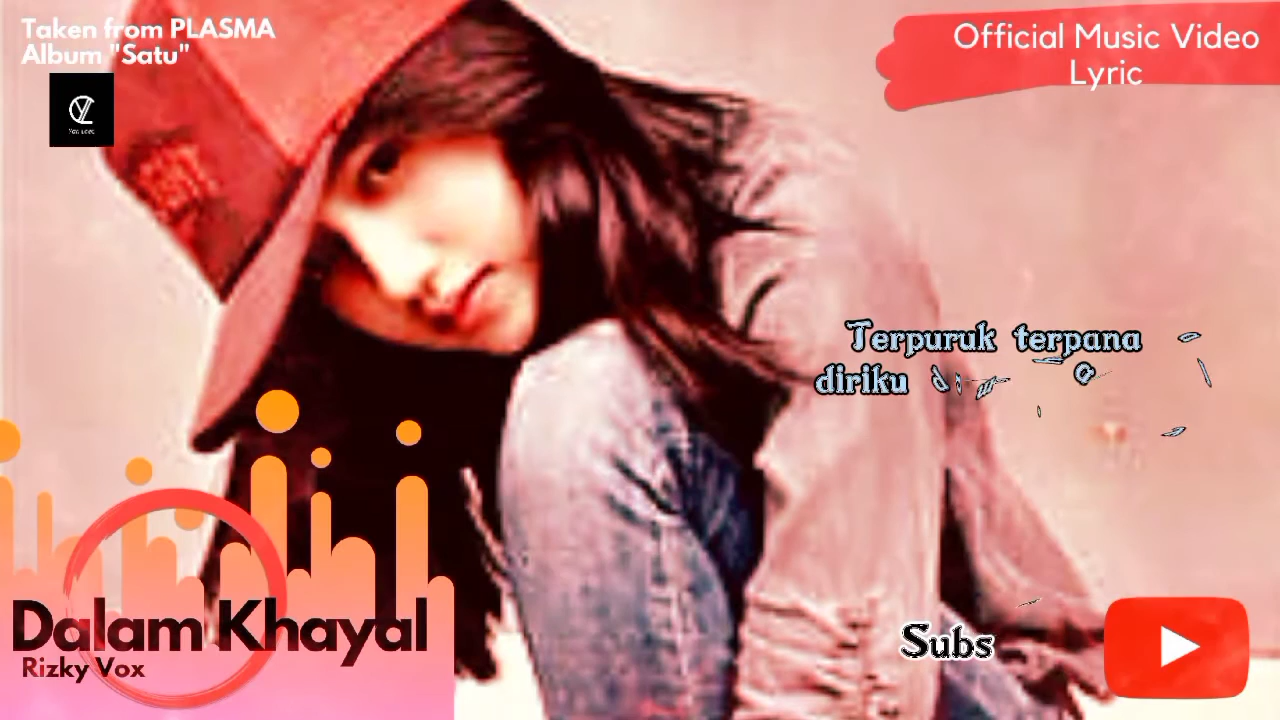 Taken from PLASMA
Album "Satu"
Official Music Video
Lyric
Terpuruk terpana
diriku
Dalam Khayal
Rizky Vox
Subs